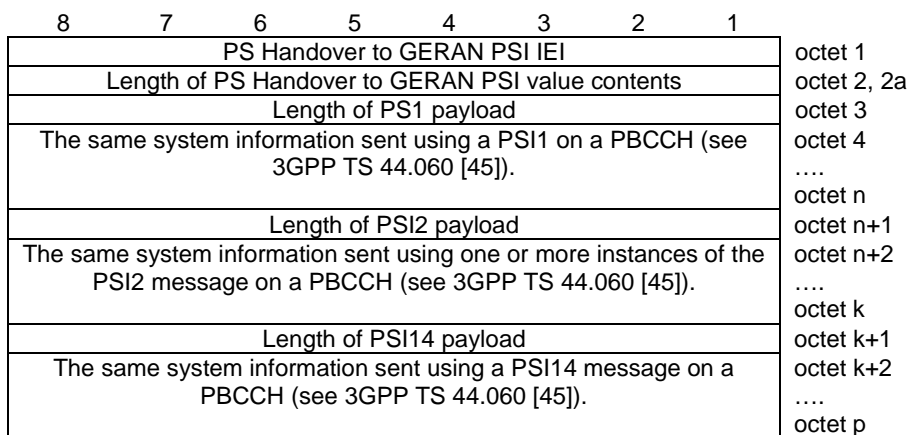 8 7 6 5 4 3 2 1
PS Handover to GERAN PSI IEI octet 1
Length of PS Handover to GERAN PSI value contents octet 2, 2a
Length of PS1 payload octet 3
The same system information sent using a PSI1 on a PBCCH (see octet 4
3GPP TS 44.060 [45]). ….
octet n
Length of PSI2 payload octet n+1
The same system information sent using one or more instances of the octet n+2
PSI2 message on a PBCCH (see 3GPP TS 44.060 [45]). ….
octet k
Length of PSI14 payload octet k+1
The same system information sent using a PSI14 message on a octet k+2
PBCCH (see 3GPP TS 44.060 [45]). ….
octet p